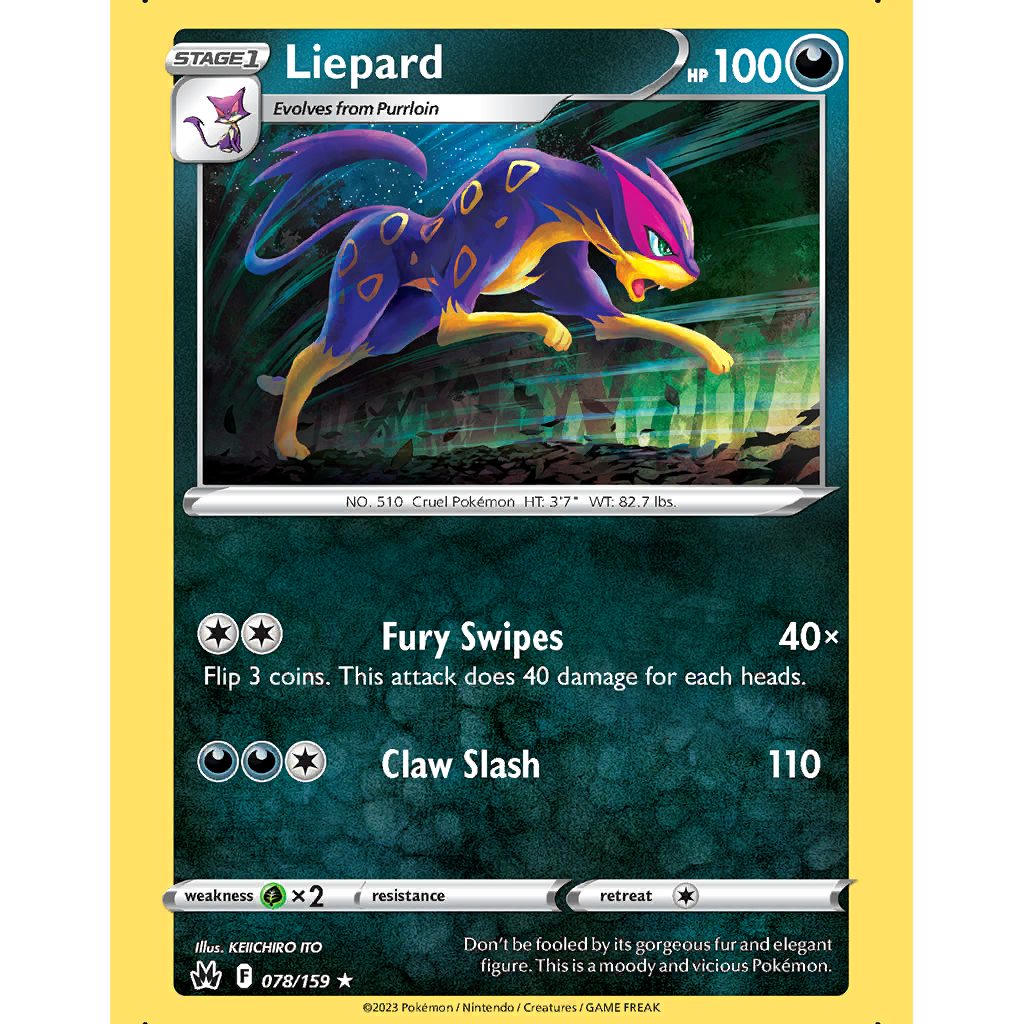 STAGE 1
Liepard
HP 100
Evolves from Purrloin
NO. 510 Cruel Pokémon HT: 3'7" WT: 82.7 lbs.
Fury Swipes 40×
Flip 3 coins. This attack does 40 damage for each heads.
Claw Slash 110
weakness ×2 resistance retreat
Illus. KEIICHIRO ITO
Don't be fooled by its gorgeous fur and elegant
figure. This is a moody and vicious Pokémon.
F 078/159 ★
©2023 Pokémon / Nintendo / Creatures / GAME FREAK